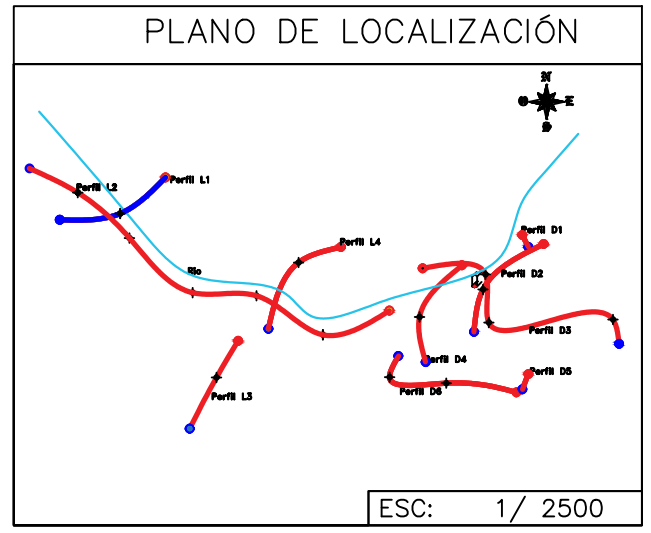 PLANO DE LOCALIZACIÓN
N
O E
S
Perfil L2
Perfil L1
Perfil D1
Perfil L4
Río
Perfil D2
Perfil D3
Perfil D4
Perfil D5
Perfil D6
Perfil L3
ESC: 1/ 2500